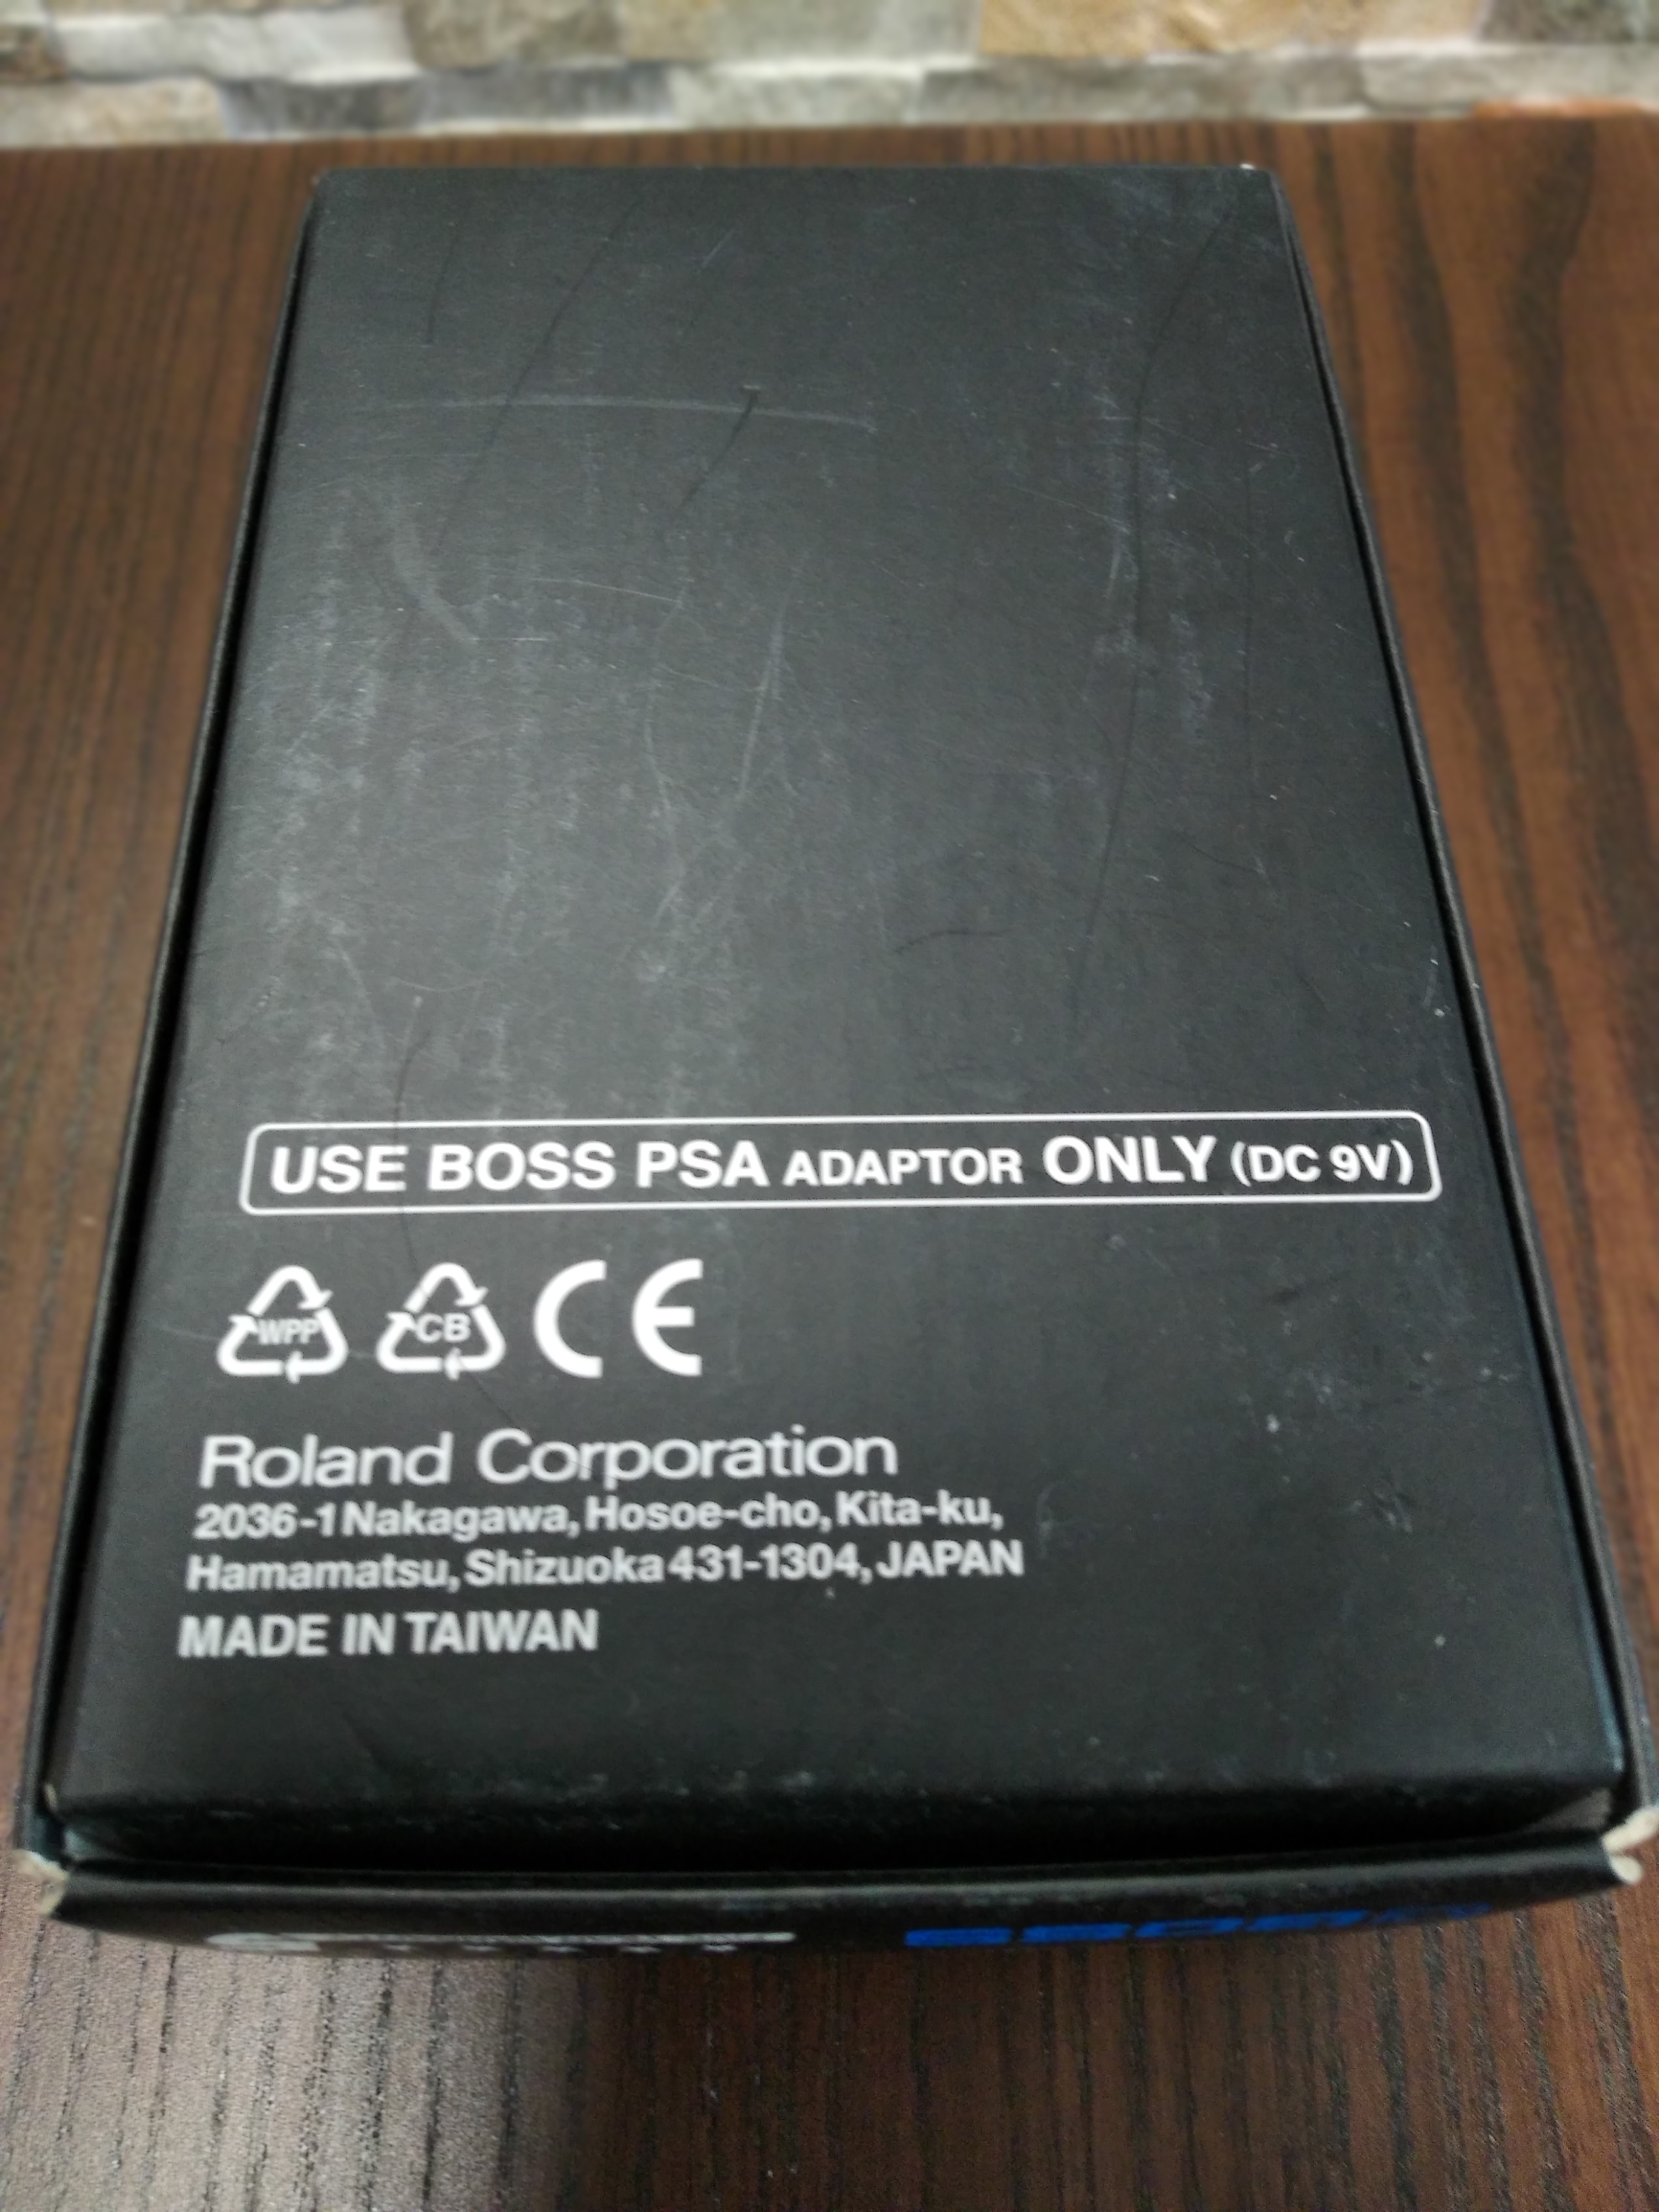 USE BOSS PSA ADAPTOR ONLY (DC 9V)
WPP CB CE
Roland Corporation
2036-1 Nakagawa, Hosoe-cho, Kita-ku,
Hamamatsu, Shizuoka 431-1304, JAPAN
MADE IN TAIWAN